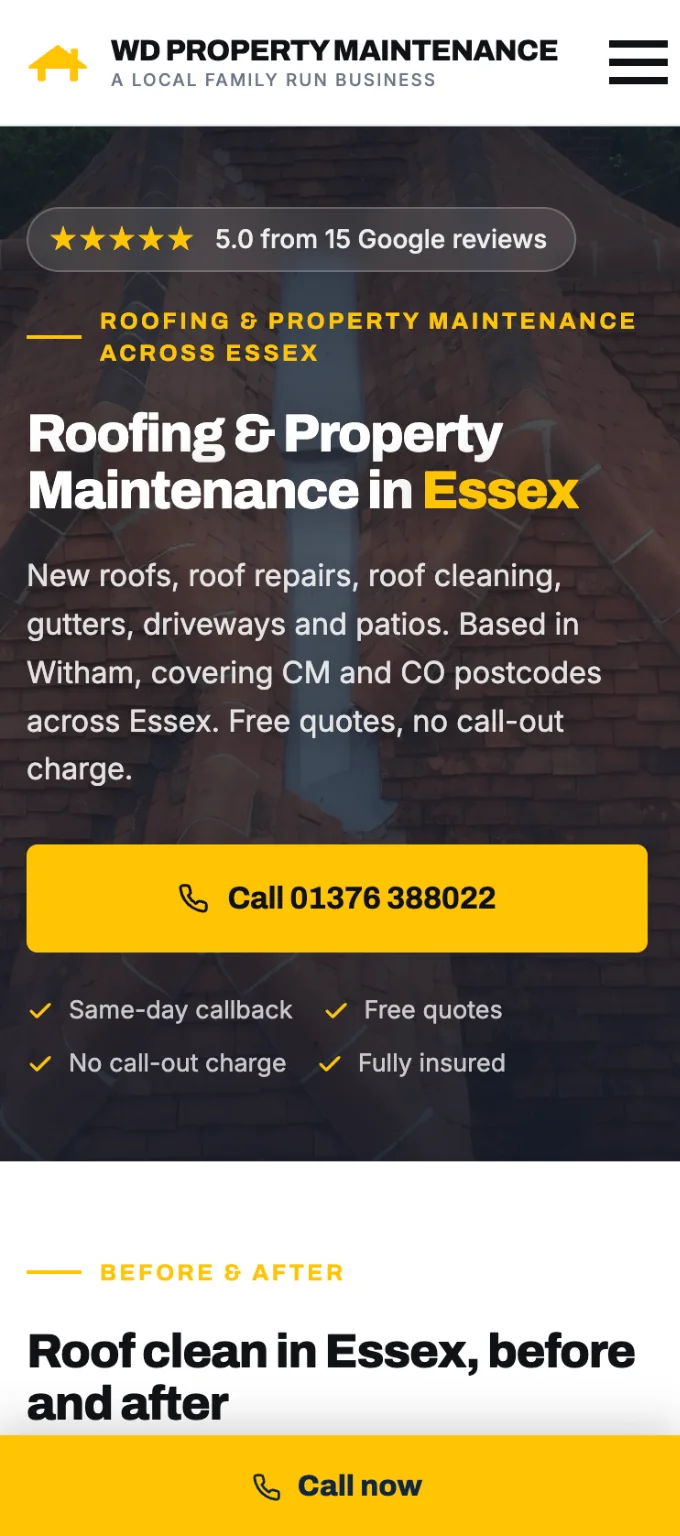 WD PROPERTY MAINTENANCE
A LOCAL FAMILY RUN BUSINESS
5.0 from 15 Google reviews
ROOFING & PROPERTY MAINTENANCE
ACROSS ESSEX
Roofing & Property
Maintenance in Essex
New roofs, roof repairs, roof cleaning,
gutters, driveways and patios. Based in
Witham, covering CM and CO postcodes
across Essex. Free quotes, no call-out
charge.
Call 01376 388022
Same-day callback
Free quotes
No call-out charge
Fully insured
BEFORE & AFTER
Roof clean in Essex, before
and after
Call now